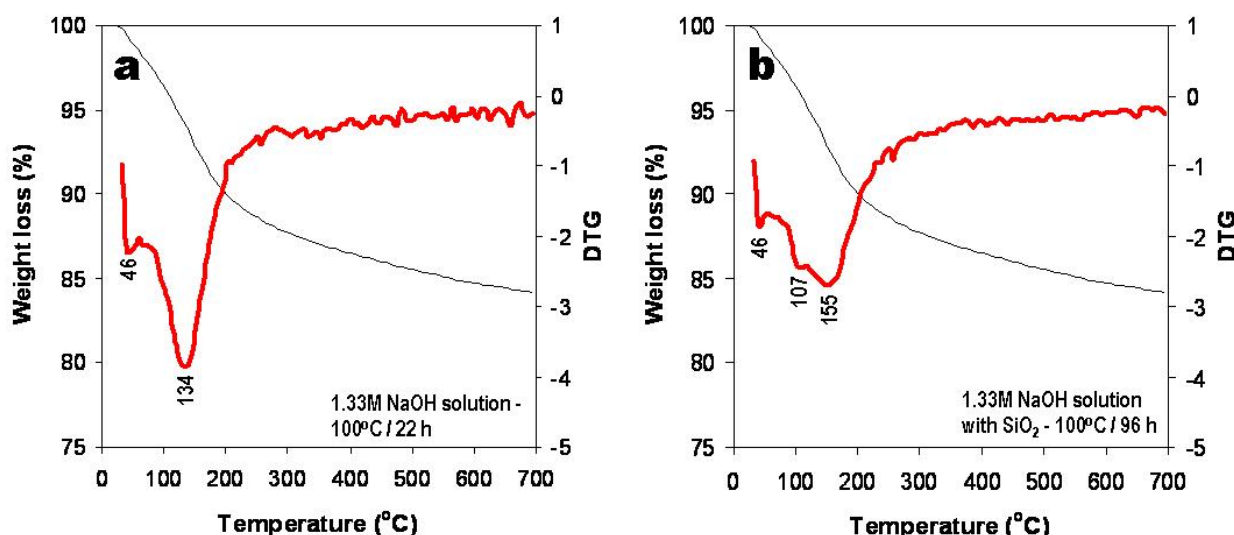 a
100
95
90
85
80
75
Weight loss (%)
1
0
-1
-2
-3
-4
-5
DTG
46
134
1.33M NaOH solution -
100ºC / 22 h
0 100 200 300 400 500 600 700
Temperature (°C)
b
100
95
90
85
80
75
Weight loss (%)
1
0
-1
-2
-3
-4
-5
DTG
46
107
155
1.33M NaOH solution
with SiO₂ - 100ºC / 96 h
0 100 200 300 400 500 600 700
Temperature (°C)